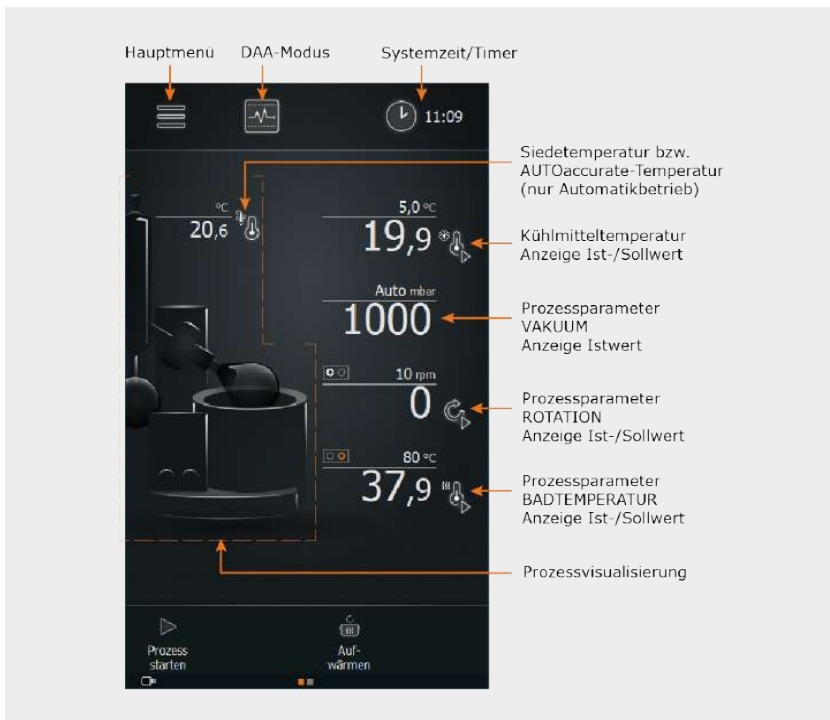 Hauptmenü
DAA-Modus
Systemzeit/Timer
11:09
Siedetemperatur bzw.
AUTOaccurate-Temperatur
(nur Automatikbetrieb)
°C
20,6
5,0 °C
19,9
Kühlmitteltemperatur
Anzeige Ist-/Sollwert
Auto mbar
1000
Prozessparameter
VAKUUM
Anzeige Istwert
10 rpm
0
Prozessparameter
ROTATION
Anzeige Ist-/Sollwert
80 °C
37,9
Prozessparameter
BADTEMPERATUR
Anzeige Ist-/Sollwert
Prozessvisualisierung
Prozess
starten
Auf-
wärmen